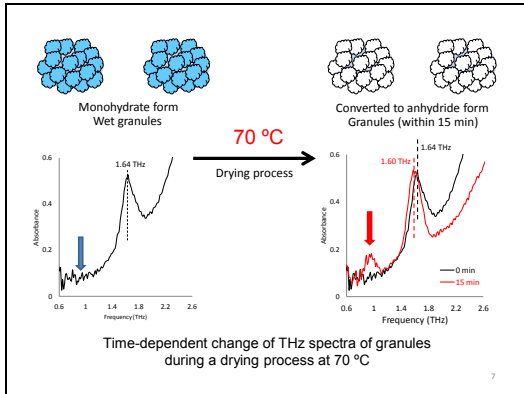 Monohydrate form
Wet granules
70 ºC
Drying process
Converted to anhydride form
Granules (within 15 min)
0.6
0.4
0.2
0
0.6
1
1.4
1.8
2.2
2.6
Absorbance
Frequency (THz)
1.64 THz
0.6
0.4
0.2
0
0.6
1
1.4
1.8
2.2
2.6
Absorbance
Frequency (THz)
1.60 THz
1.64 THz
0 min
15 min
Time-dependent change of THz spectra of granules
during a drying process at 70 ºC
7